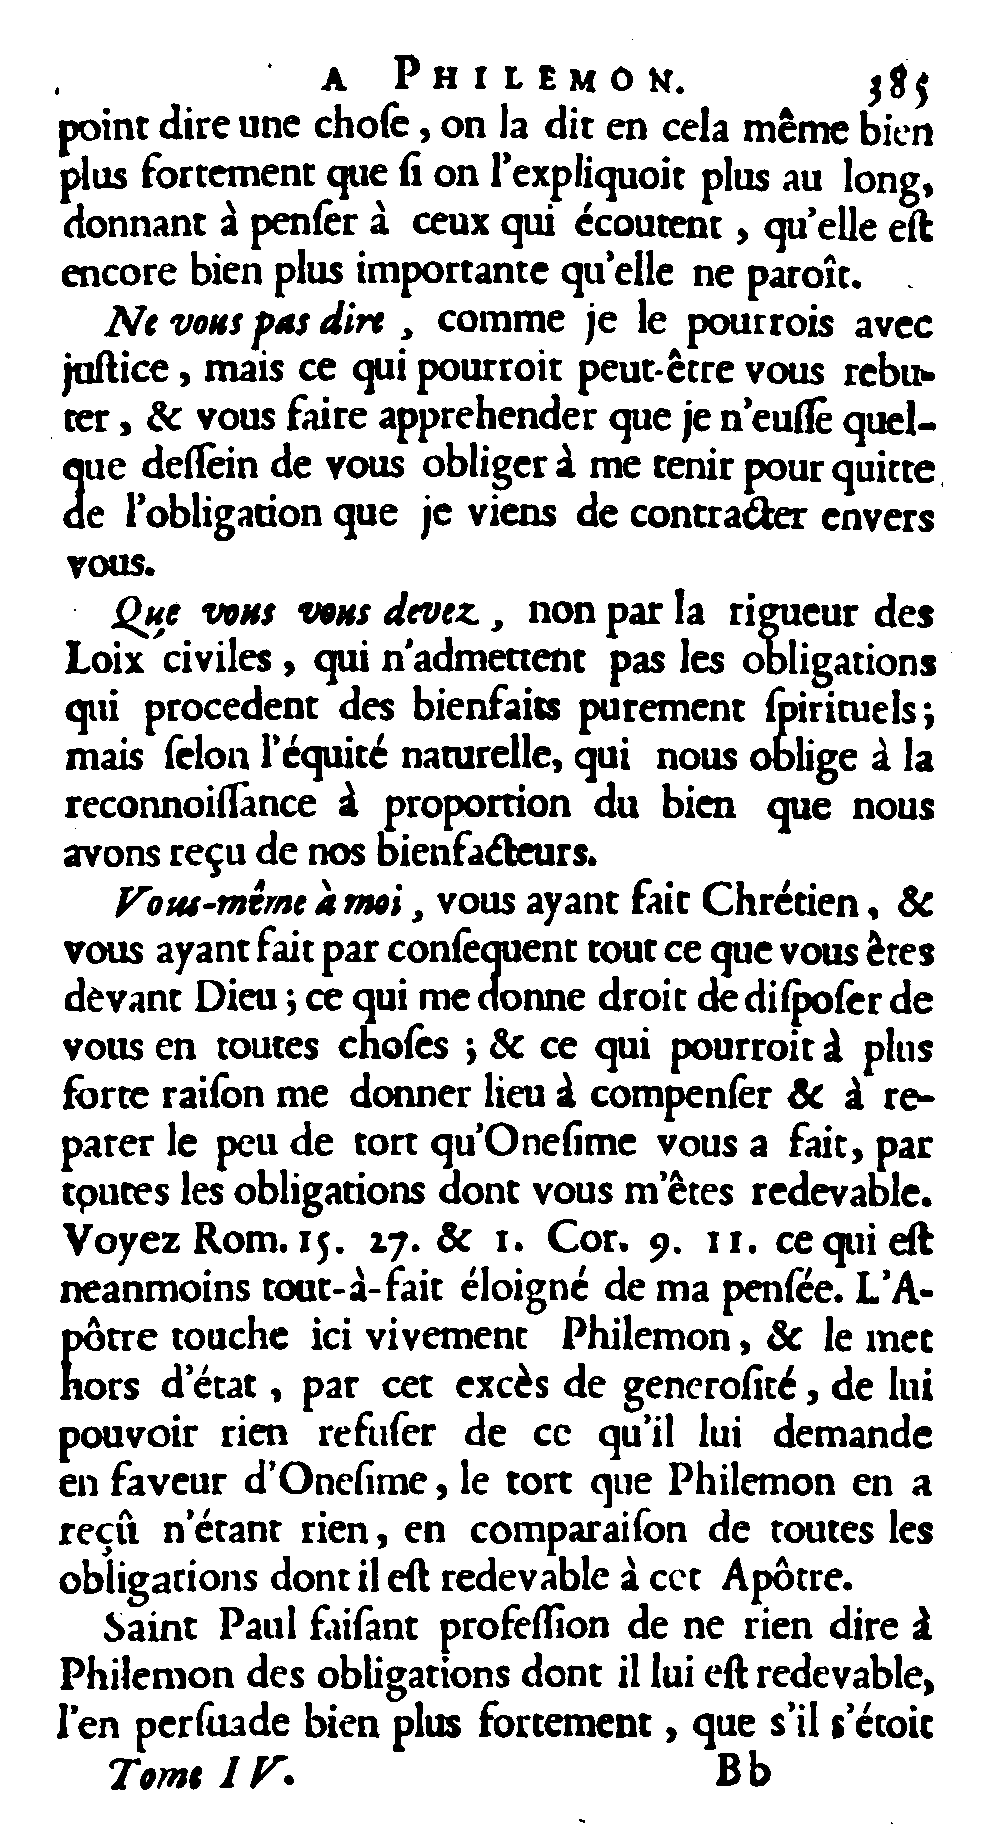 A PHILEMON. 385
point dire une choſe, on la dit en cela même bien
plus fortement que ſi on l'expliquoit plus au long,
donnant à penſer à ceux qui écoutent, qu'elle eſt
encore bien plus importante qu'elle ne paroît.
Ne vous pas dire, comme je le pourrois avec
juſtice, mais ce qui pourroit peut-être vous rebu-
ter, & vous faire apprehender que je n'euſſe quel-
que deſſein de vous obliger à me tenir pour quitte
de l'obligation que je viens de contracter envers
vous.
Que vous vous devez, non par la rigueur des
Loix civiles, qui n'admettent pas les obligations
qui procedent des bienfaits purement ſpirituels;
mais ſelon l'équité naturelle, qui nous oblige à la
reconnoiſſance à proportion du bien que nous
avons reçu de nos bienfacteurs.
Vous-même à moi, vous ayant fait Chrétien, &
vous ayant fait par conſequent tout ce que vous êtes
devant Dieu; ce qui me donne droit de diſpoſer de
vous en toutes choſes; & ce qui pourroit à plus
forte raiſon me donner lieu à compenſer & à re-
parer le peu de tort qu'Oneſime vous a fait, par
toutes les obligations dont vous m'êtes redevable.
Voyez Rom. 15. 27. & 1. Cor. 9. 11. ce qui eſt
neanmoins tout-à-fait éloigné de ma penſée. L'A-
pôtre touche ici vivement Philemon, & le met
hors d'état, par cet excès de generoſité, de lui
pouvoir rien refuſer de ce qu'il lui demande
en faveur d'Oneſime, le tort que Philemon en a
reçû n'étant rien, en comparaiſon de toutes les
obligations dont il eſt redevable à cet Apôtre.
Saint Paul faiſant profeſſion de ne rien dire à
Philemon des obligations dont il lui eſt redevable,
l'en perſuade bien plus fortement, que s'il s'étoit
Tome IV. Bb